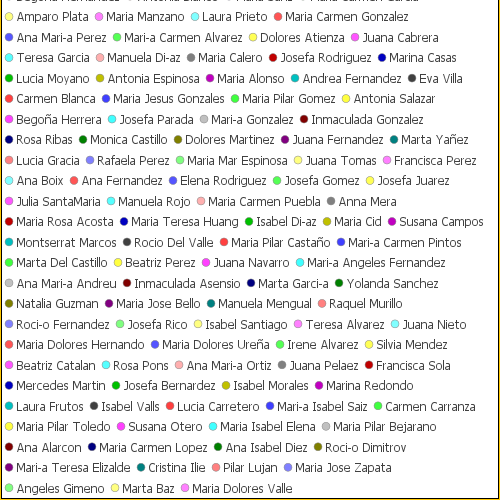 Amparo Plata Maria Manzano Laura Prieto Maria Carmen Gonzalez
Ana Mari-a Perez Mari-a Carmen Alvarez Dolores Atienza Juana Cabrera
Teresa Garcia Manuela Di-az Maria Calero Josefa Rodriguez Marina Casas
Lucia Moyano Antonia Espinosa Maria Alonso Andrea Fernandez Eva Villa
Carmen Blanca Maria Jesus Gonzales Maria Pilar Gomez Antonia Salazar
Begoña Herrera Josefa Parada Mari-a Gonzalez Inmaculada Gonzalez
Rosa Ribas Monica Castillo Dolores Martinez Juana Fernandez Marta Yañez
Lucia Gracia Rafaela Perez Maria Mar Espinosa Juana Tomas Francisca Perez
Ana Boix Ana Fernandez Elena Rodriguez Josefa Gomez Josefa Juarez
Julia SantaMaria Manuela Rojo Maria Carmen Puebla Anna Mera
Maria Rosa Acosta Maria Teresa Huang Isabel Di-az Maria Cid Susana Campos
Montserrat Marcos Rocio Del Valle Maria Pilar Castaño Mari-a Carmen Pintos
Marta Del Castillo Beatriz Perez Juana Navarro Mari-a Angeles Fernandez
Ana Mari-a Andreu Inmaculada Asensio Marta Garci-a Yolanda Sanchez
Natalia Guzman Maria Jose Bello Manuela Mengual Raquel Murillo
Roci-o Fernandez Josefa Rico Isabel Santiago Teresa Alvarez Juana Nieto
Maria Dolores Hernando Maria Dolores Ureña Irene Alvarez Silvia Mendez
Beatriz Catalan Rosa Pons Ana Mari-a Ortiz Juana Pelaez Francisca Sola
Mercedes Martin Josefa Bernardez Isabel Morales Marina Redondo
Laura Frutos Isabel Valls Lucia Carretero Mari-a Isabel Saiz Carmen Carranza
Maria Pilar Toledo Susana Otero Maria Isabel Elena Maria Pilar Bejarano
Ana Alarcon Maria Carmen Lopez Ana Isabel Diez Roci-o Dimitrov
Mari-a Teresa Elizalde Cristina Ilie Pilar Lujan Maria Jose Zapata
Angeles Gimeno Marta Baz Maria Dolores Valle